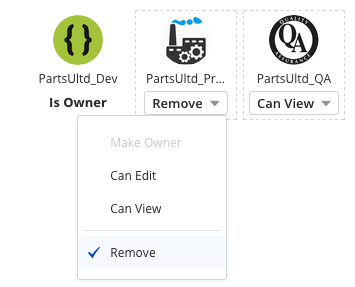 {}
QUALITY
QA
ASSURANCE
PartsUltd_Dev
PartsUltd_Pr...
PartsUltd_QA
Is Owner
Remove
Can View
Make Owner
Can Edit
Can View
Remove